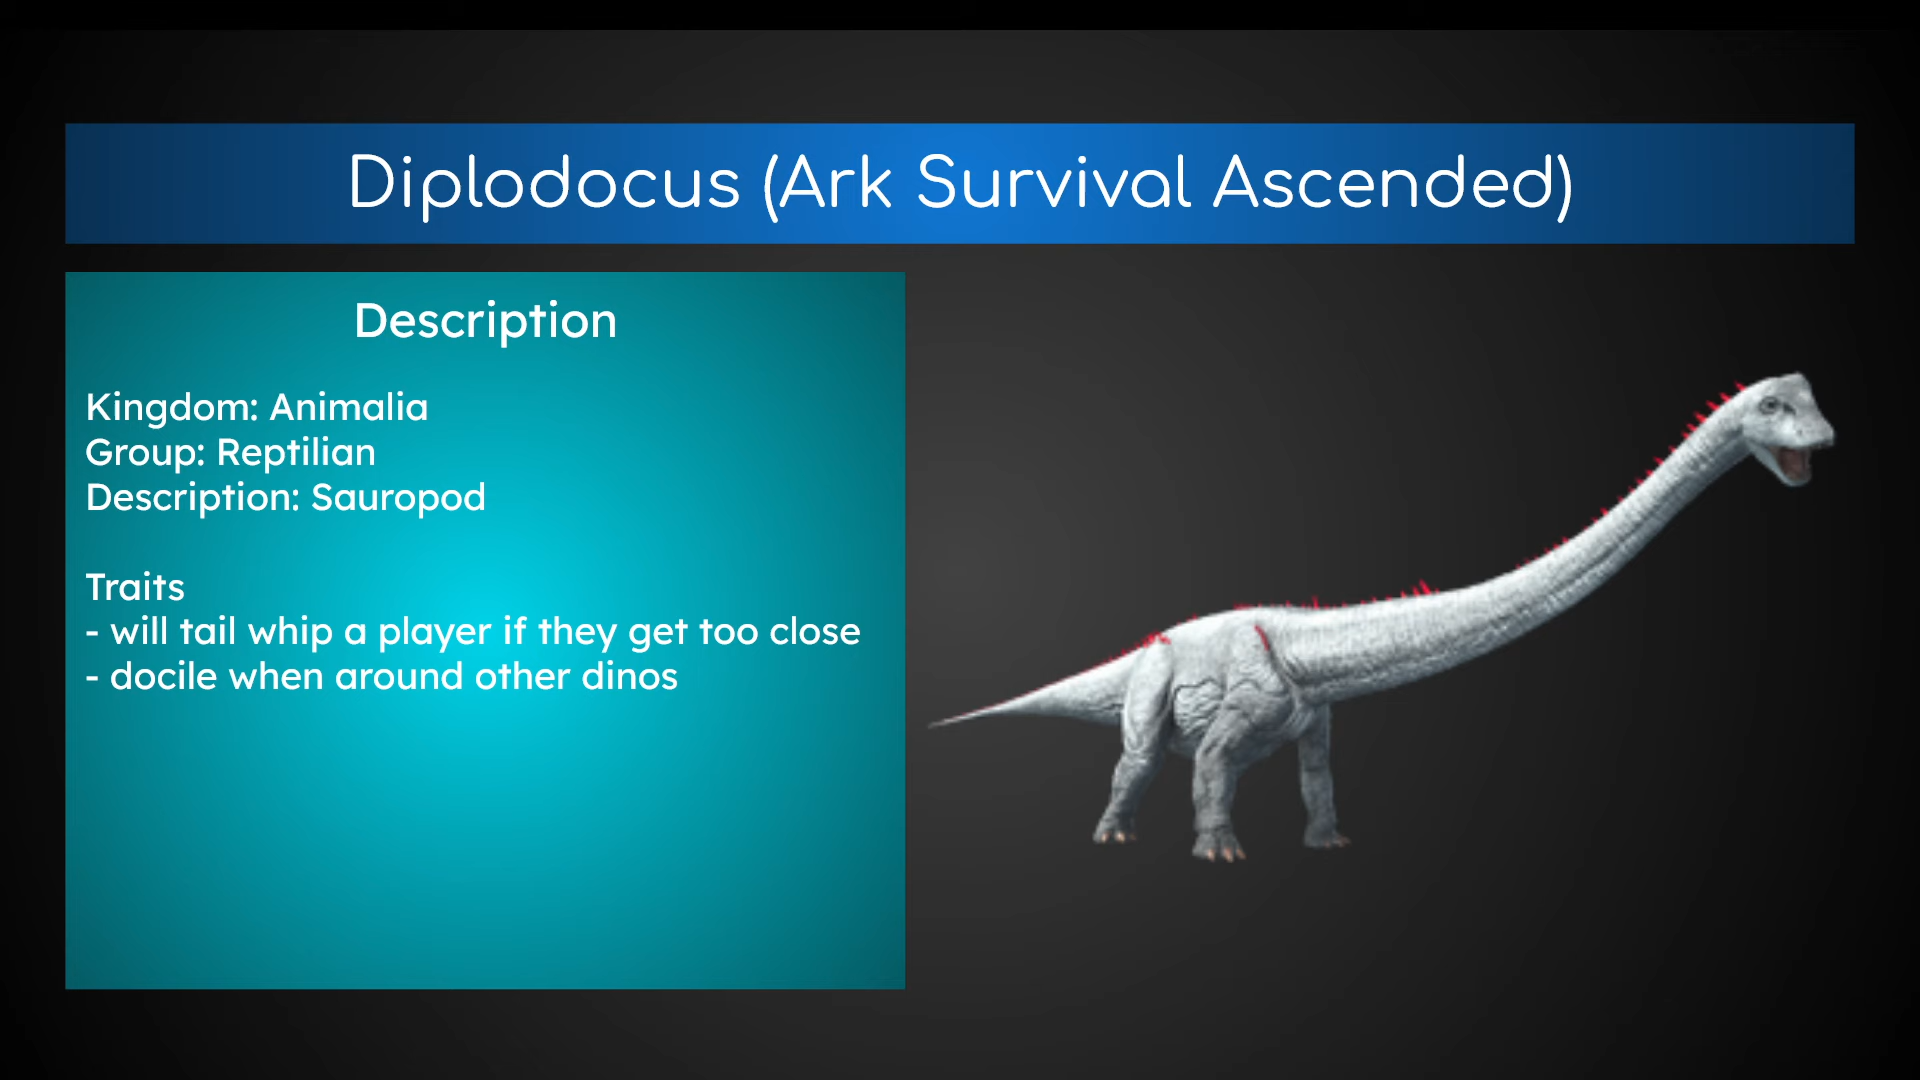 Diplodocus (Ark Survival Ascended)
Description
Kingdom: Animalia
Group: Reptilian
Description: Sauropod
Traits
- will tail whip a player if they get too close
- docile when around other dinos